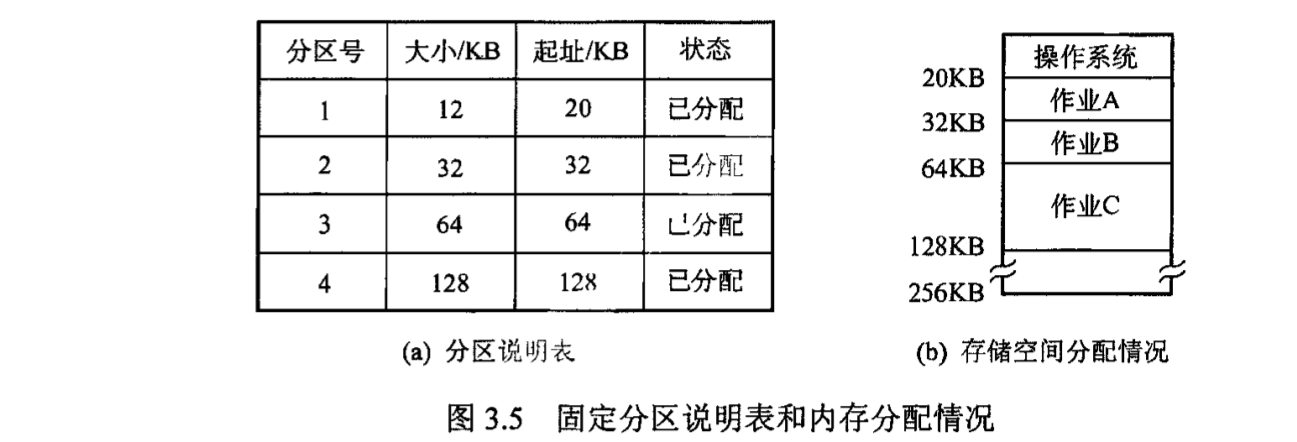 分区号 大小/KB 起址/KB 状态
1 12 20 已分配
2 32 32 已分配
3 64 64 已分配
4 128 128 已分配
(a) 分区说明表
操作系统
20KB
作业A
32KB
作业B
64KB
作业C
128KB
256KB
(b) 存储空间分配情况
图 3.5 固定分区说明表和内存分配情况